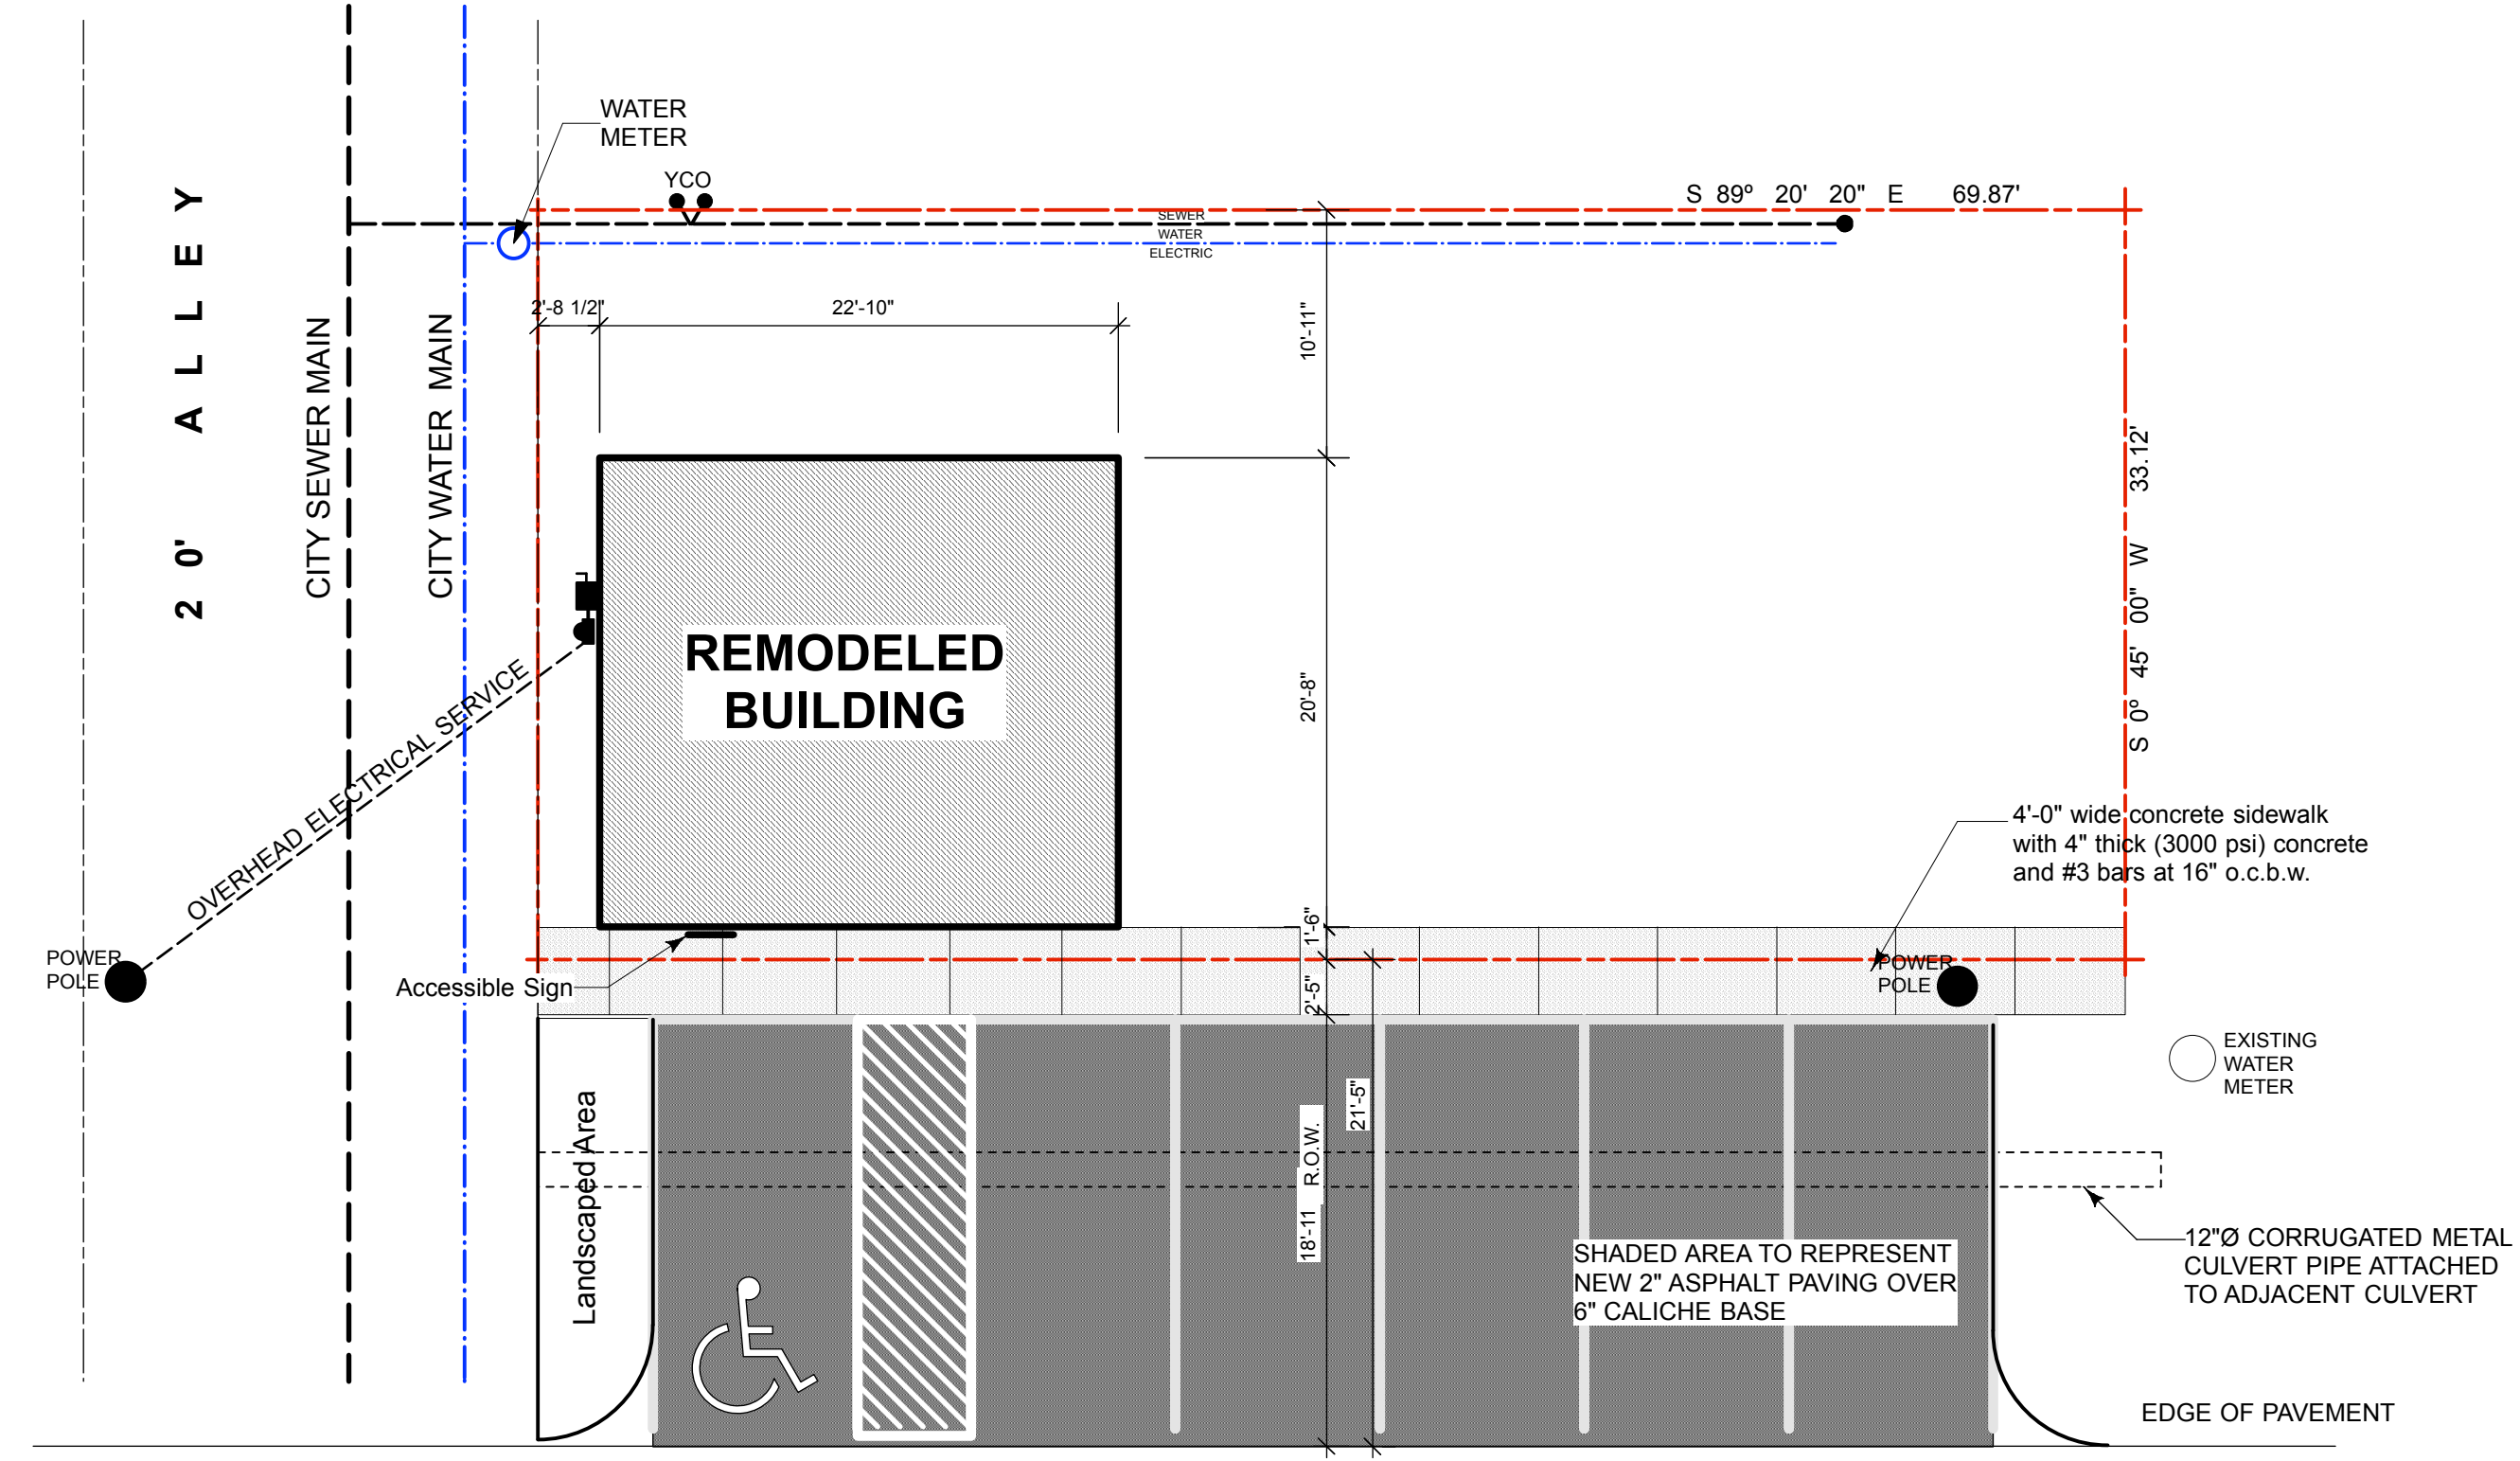 WATER
METER
YCO
S 89º 20' 20" E 69.87'
SEWER
WATER
ELECTRIC
2'-8 1/2"
22'-10"
10'-11"
20' ALLEY
CITY SEWER MAIN
CITY WATER MAIN
S 0º 45' 00" W 33.12'
REMODELED
BUILDING
20'-8"
OVERHEAD ELECTRICAL SERVICE
4'-0" wide concrete sidewalk
with 4" thick (3000 psi) concrete
and #3 bars at 16" o.c.b.w.
1'-6"
POWER
POLE
Accessible Sign
2'-5"
POWER
POLE
EXISTING
WATER
METER
Landscaped Area
21'-5"
18'-11 R.O.W.
SHADED AREA TO REPRESENT
NEW 2" ASPHALT PAVING OVER
6" CALICHE BASE
12"Ø CORRUGATED METAL
CULVERT PIPE ATTACHED
TO ADJACENT CULVERT
EDGE OF PAVEMENT